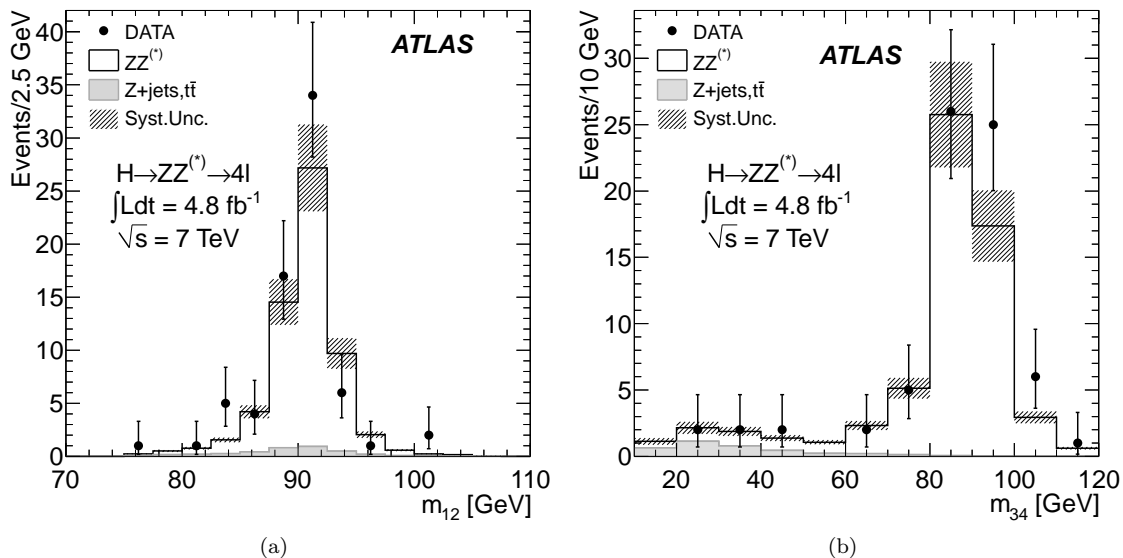 Events/2.5 GeV
40
35
30
25
20
15
10
5
0
DATA
ZZ(*)
Z+jets,tt̄
Syst.Unc.
ATLAS
H→ZZ(*)→4l
∫Ldt = 4.8 fb-1
√s = 7 TeV
70 80 90 100 110
m12 [GeV]
(a)
Events/10 GeV
30
25
20
15
10
5
0
DATA
ZZ(*)
Z+jets,tt̄
Syst.Unc.
ATLAS
H→ZZ(*)→4l
∫Ldt = 4.8 fb-1
√s = 7 TeV
20 40 60 80 100 120
m34 [GeV]
(b)